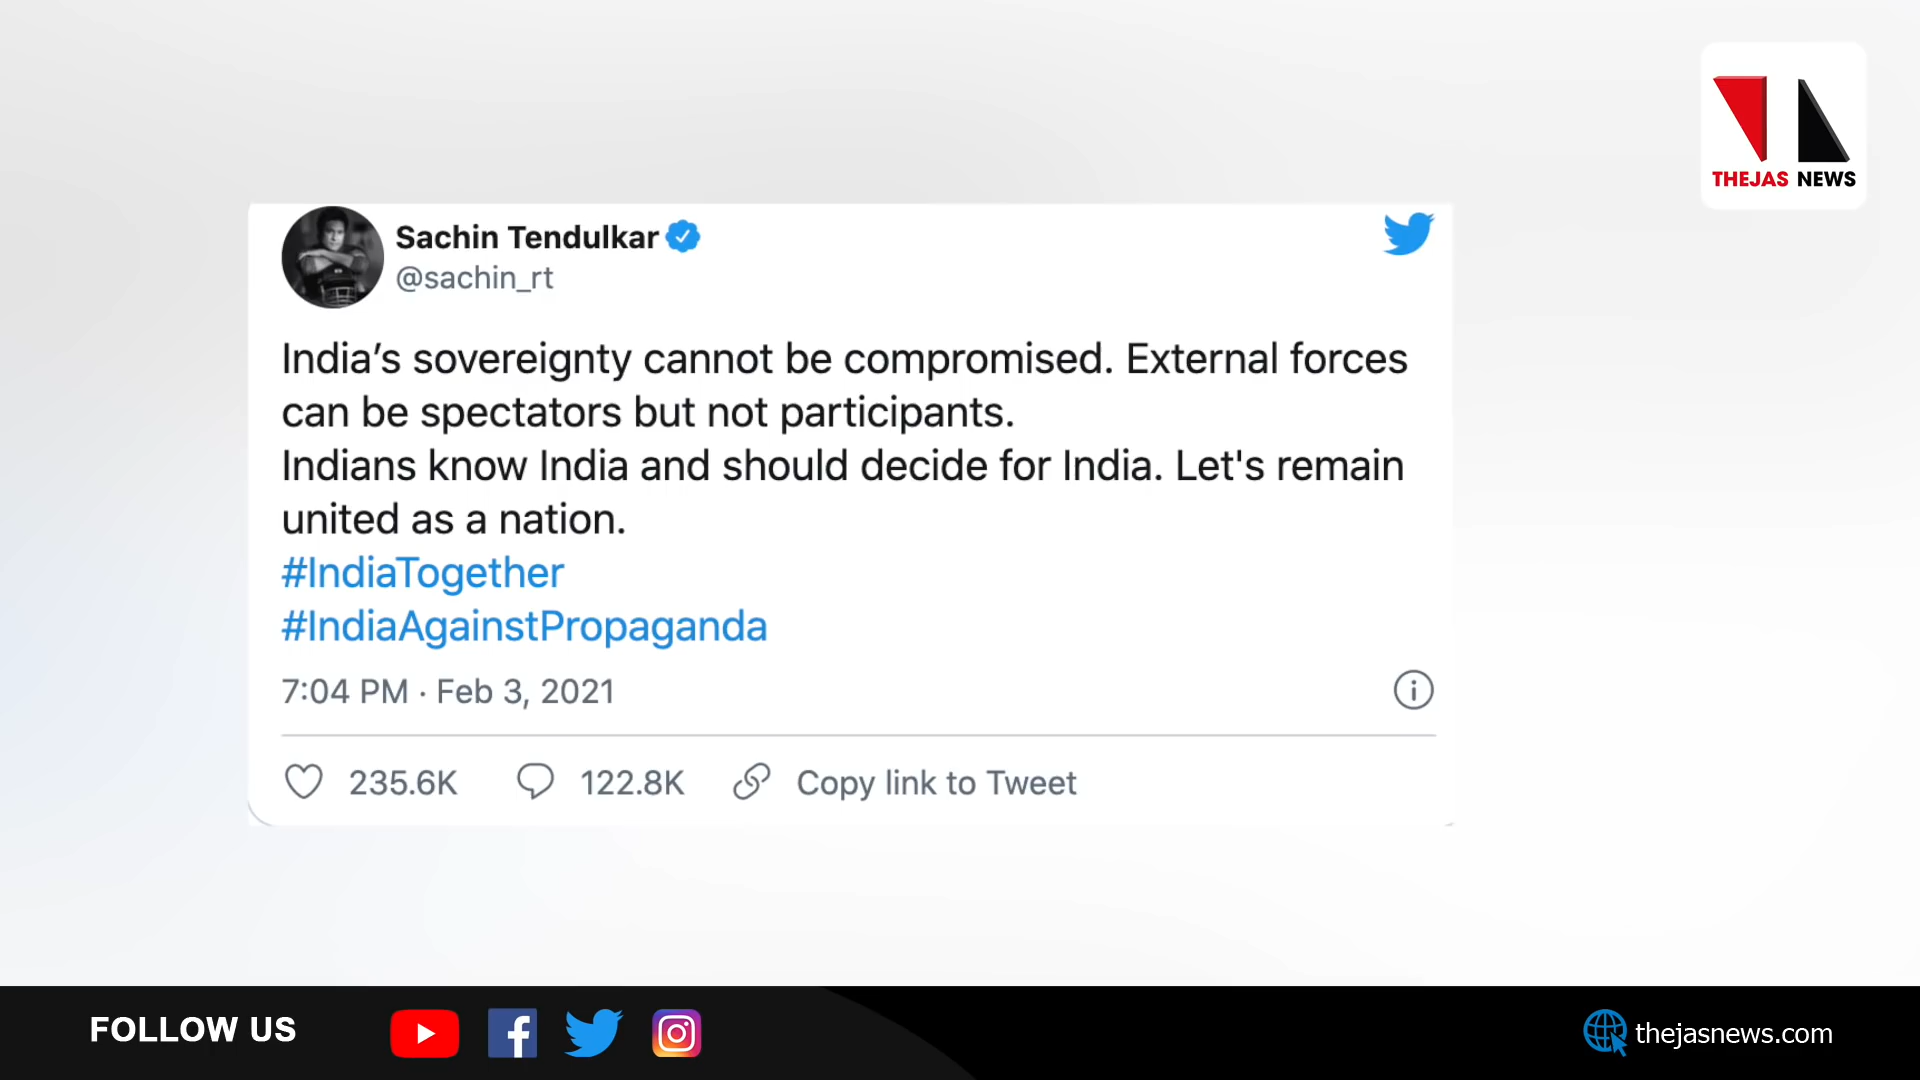 THEJAS NEWS
Sachin Tendulkar
@sachin_rt
India’s sovereignty cannot be compromised. External forces
can be spectators but not participants.
Indians know India and should decide for India. Let's remain
united as a nation.
#IndiaTogether
#IndiaAgainstPropaganda
7:04 PM · Feb 3, 2021
235.6K 122.8K Copy link to Tweet
FOLLOW US
thejasnews.com